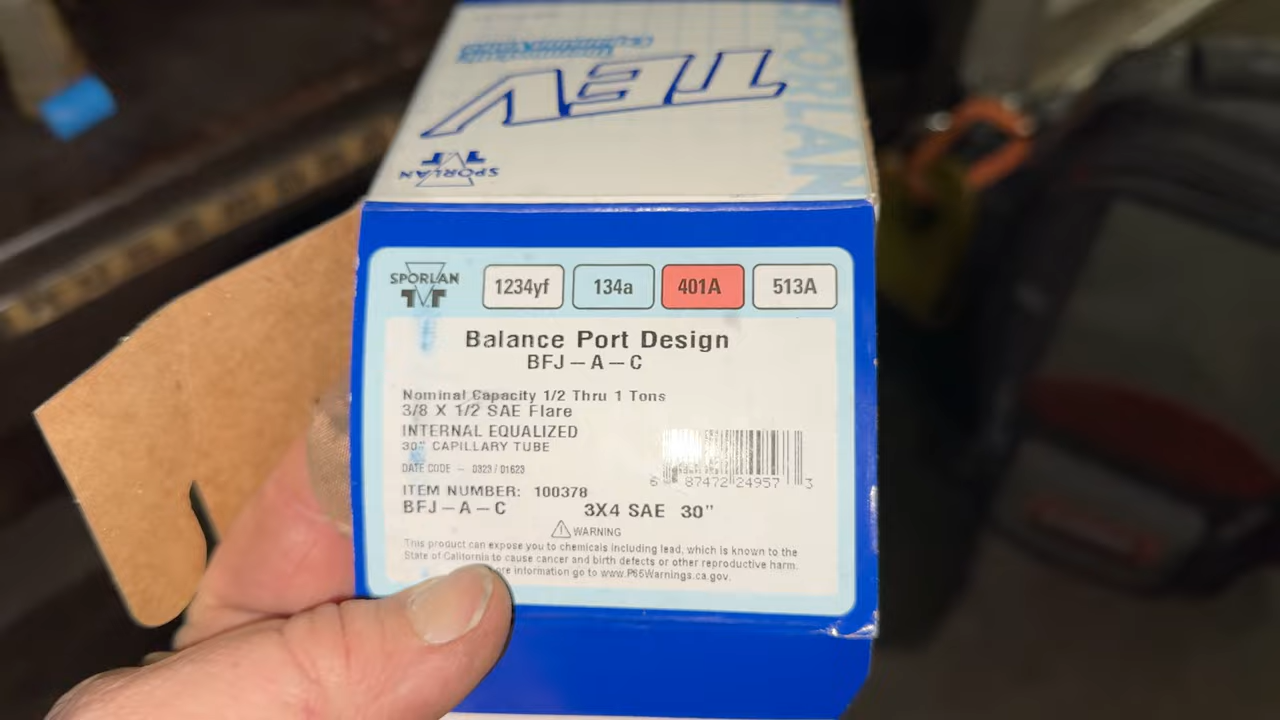 SPORLAN
Thermostatic
Expansion Valve
TEV
SPORLAN
SPORLAN
1234yf 134a 401A 513A
Balance Port Design
BFJ – A – C
Nominal Capacity 1/2 Thru 1 Tons
3/8 X 1/2 SAE Flare
INTERNAL EQUALIZED
30" CAPILLARY TUBE
DATE CODE – 0323 / 01623
6 87472 24957 3
ITEM NUMBER: 100378
BFJ – A – C 3X4 SAE 30"
WARNING
This product can expose you to chemicals including lead, which is known to the
State of California to cause cancer and birth defects or other reproductive harm.
information go to www.P65Warnings.ca.gov.